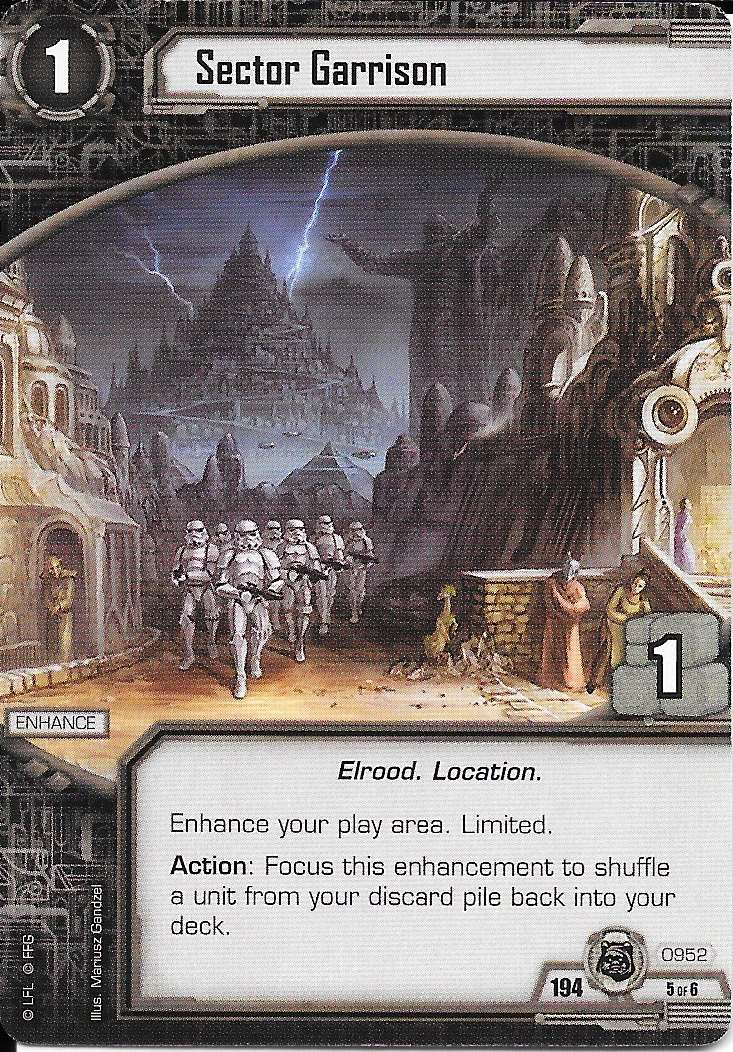 1
Sector Garrison
1
ENHANCE
Elrood. Location.
Enhance your play area. Limited.
Action: Focus this enhancement to shuffle
a unit from your discard pile back into your
deck.
© LFL © FFG
Illus. Mariusz Gandzel
0952
194
5 OF 6